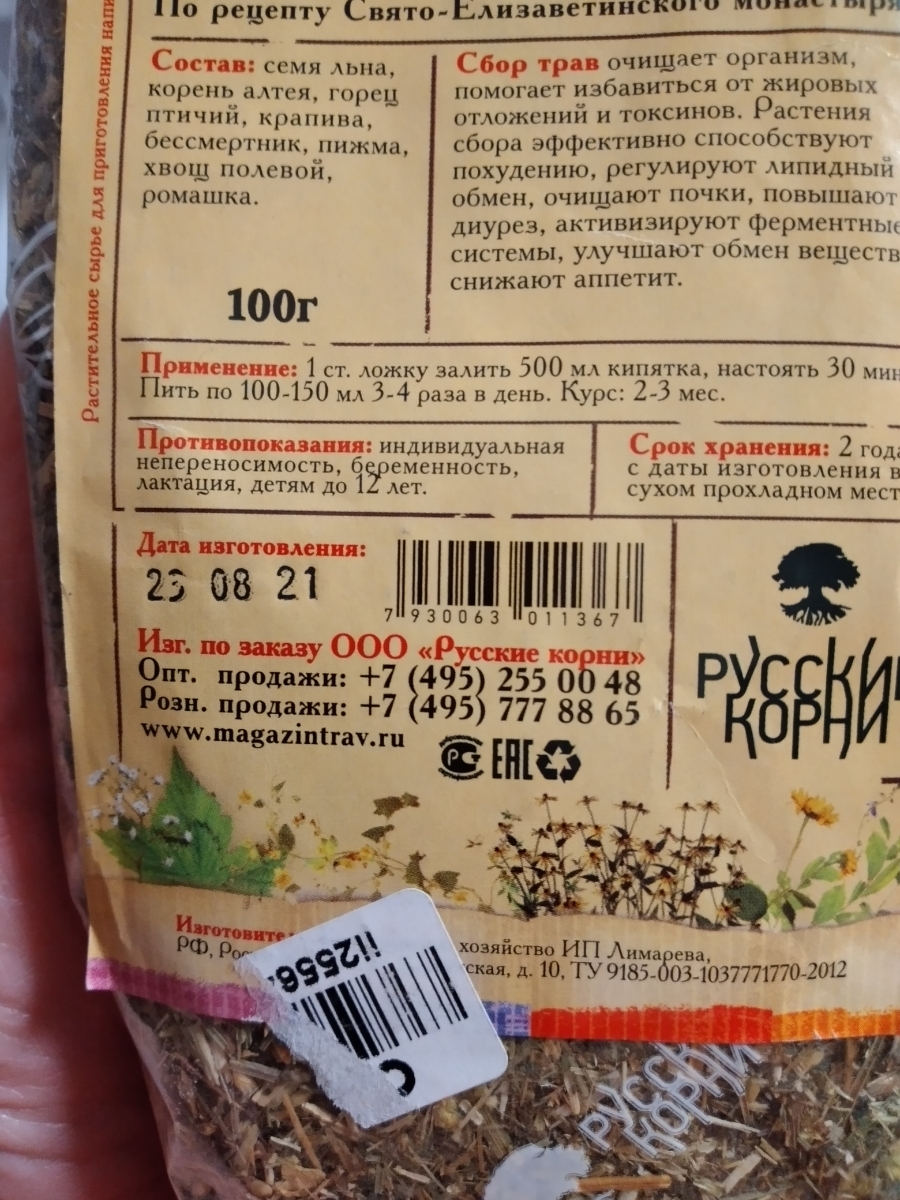 По рецепту Свято-Елизаветинского монастыря
Растительное сырье для приготовления
Состав: семя льна,
корень алтея, горец
птичий, крапива,
бессмертник, пижма,
хвощ полевой,
ромашка.
100г
Сбор трав очищает организм,
помогает избавиться от жировых
отложений и токсинов. Растения
сбора эффективно способствуют
похудению, регулируют липидный
обмен, очищают почки, повышают
диурез, активизируют ферментные
системы, улучшают обмен веществ
снижают аппетит.
Применение: 1 ст. ложку залить 500 мл кипятка, настоять 30 мин
Пить по 100-150 мл 3-4 раза в день. Курс: 2-3 мес.
Противопоказания: индивидуальная
непереносимость, беременность,
лактация, детям до 12 лет.
Срок хранения: 2 года
с даты изготовления в
сухом прохладном мест
Дата изготовления:
23 08 21
7 930063 011367
Изг. по заказу ООО «Русские корни»
Опт. продажи: +7 (495) 255 00 48
Розн. продажи: +7 (495) 777 88 65
www.magazintrav.ru
РСТ ЕАС
РУССКИЕ
КОРНИ
Изготовите
РФ, Рос
хозяйство ИП Лимарева,
ская, д. 10, ТУ 9185-003-1037771770-2012
ii2556
С
РУССК
КОРНИ